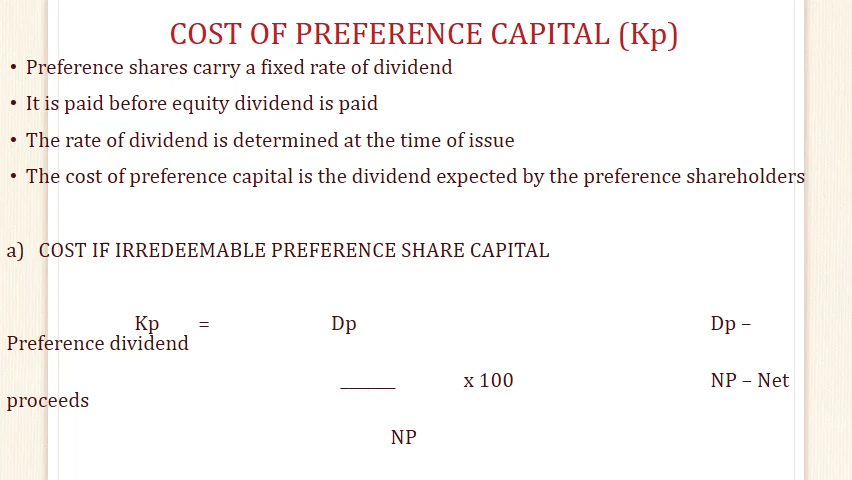 COST OF PREFERENCE CAPITAL (Kp)
• Preference shares carry a fixed rate of dividend
• It is paid before equity dividend is paid
• The rate of dividend is determined at the time of issue
• The cost of preference capital is the dividend expected by the preference shareholders
a) COST IF IRREDEEMABLE PREFERENCE SHARE CAPITAL
Kp = Dp Dp –
Preference dividend
______ x 100 NP – Net
proceeds
NP